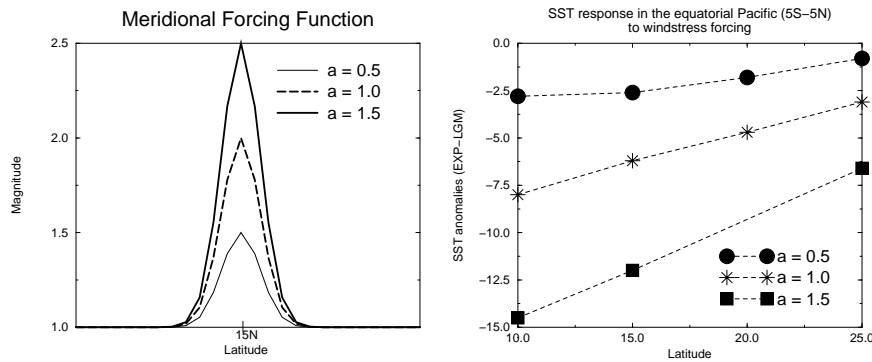 Meridional Forcing Function
2.5
2.0
1.5
1.0
Magnitude
a = 0.5
a = 1.0
a = 1.5
15N
Latitude
SST response in the equatorial Pacific (5S−5N)
to windstress forcing
0.0
−2.5
−5.0
−7.5
−10.0
−12.5
−15.0
SST anomalies (EXP−LGM)
a = 0.5
a = 1.0
a = 1.5
10.0 15.0 20.0 25.0
Latitude